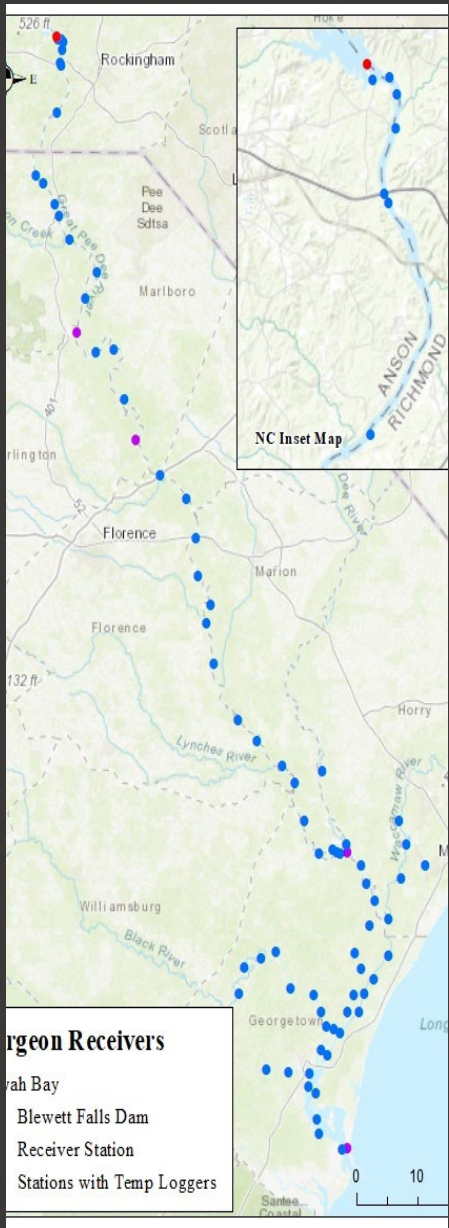 526 ft
Hoke
Rockingham
E
Scotla
L
Pee
Dee
Sdtsa
on Creek
Great Pee Dee River
Marlboro
ANSON
RICHMOND
NC Inset Map
401
rlington
Dee River
52
Florence
Marion
Florence
132 ft
Horry
Lynches River
Waccamaw River
M
Williamsburg
Black River
Georgetown
Long
rgeon Receivers
yah Bay
Blewett Falls Dam
Receiver Station
Stations with Temp Loggers
0 10
Santee
Coastal